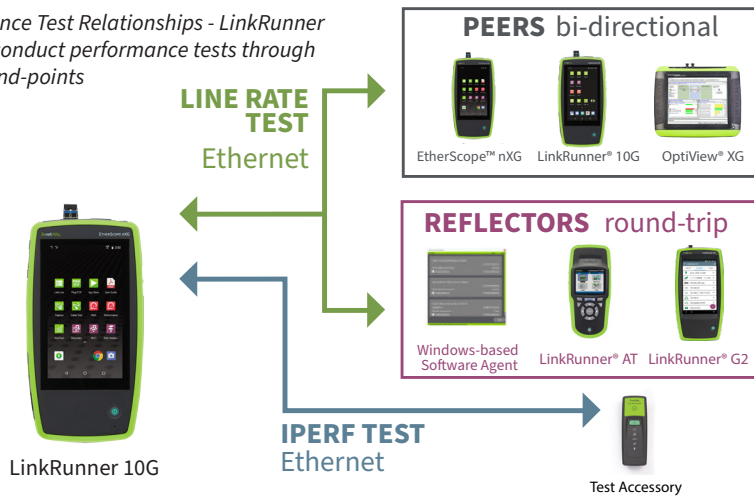 nce Test Relationships - LinkRunner
onduct performance tests through
nd-points
PEERS bi-directional
LINE RATE
TEST
Ethernet
EtherScope™ nXG LinkRunner® 10G OptiView® XG
REFLECTORS round-trip
Windows-based
Software Agent
LinkRunner® AT LinkRunner® G2
IPERF TEST
Ethernet
LinkRunner 10G
Test Accessory